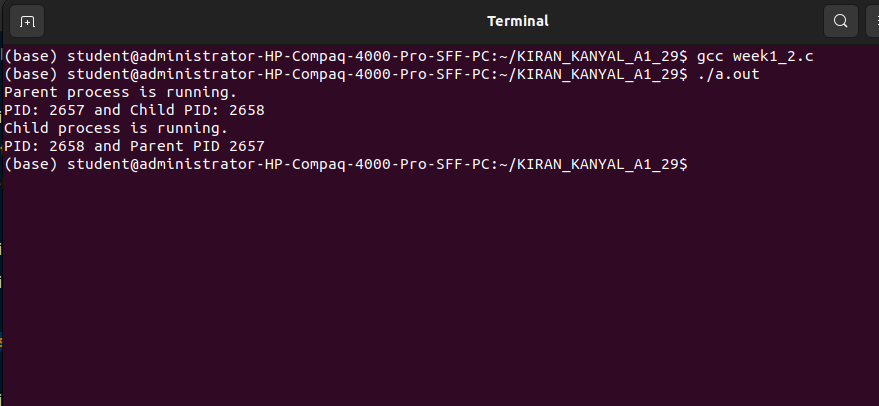 Terminal
(base) student@administrator-HP-Compaq-4000-Pro-SFF-PC:~/KIRAN_KANYAL_A1_29$ gcc week1_2.c
(base) student@administrator-HP-Compaq-4000-Pro-SFF-PC:~/KIRAN_KANYAL_A1_29$ ./a.out
Parent process is running.
PID: 2657 and Child PID: 2658
Child process is running.
PID: 2658 and Parent PID 2657
(base) student@administrator-HP-Compaq-4000-Pro-SFF-PC:~/KIRAN_KANYAL_A1_29$